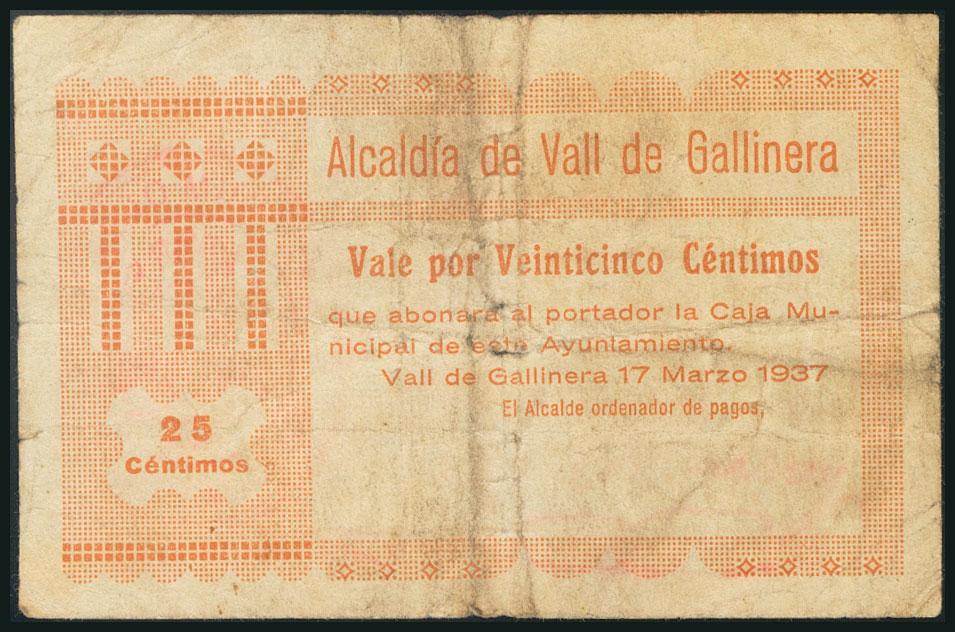 Alcaldía de Vall de Gallinera
Vale por Veinticinco Céntimos
que abonará al portador la Caja Mu-
nicipal de este Ayuntamiento.
Vall de Gallinera 17 Marzo 1937
El Alcalde ordenador de pagos,
25
Céntimos